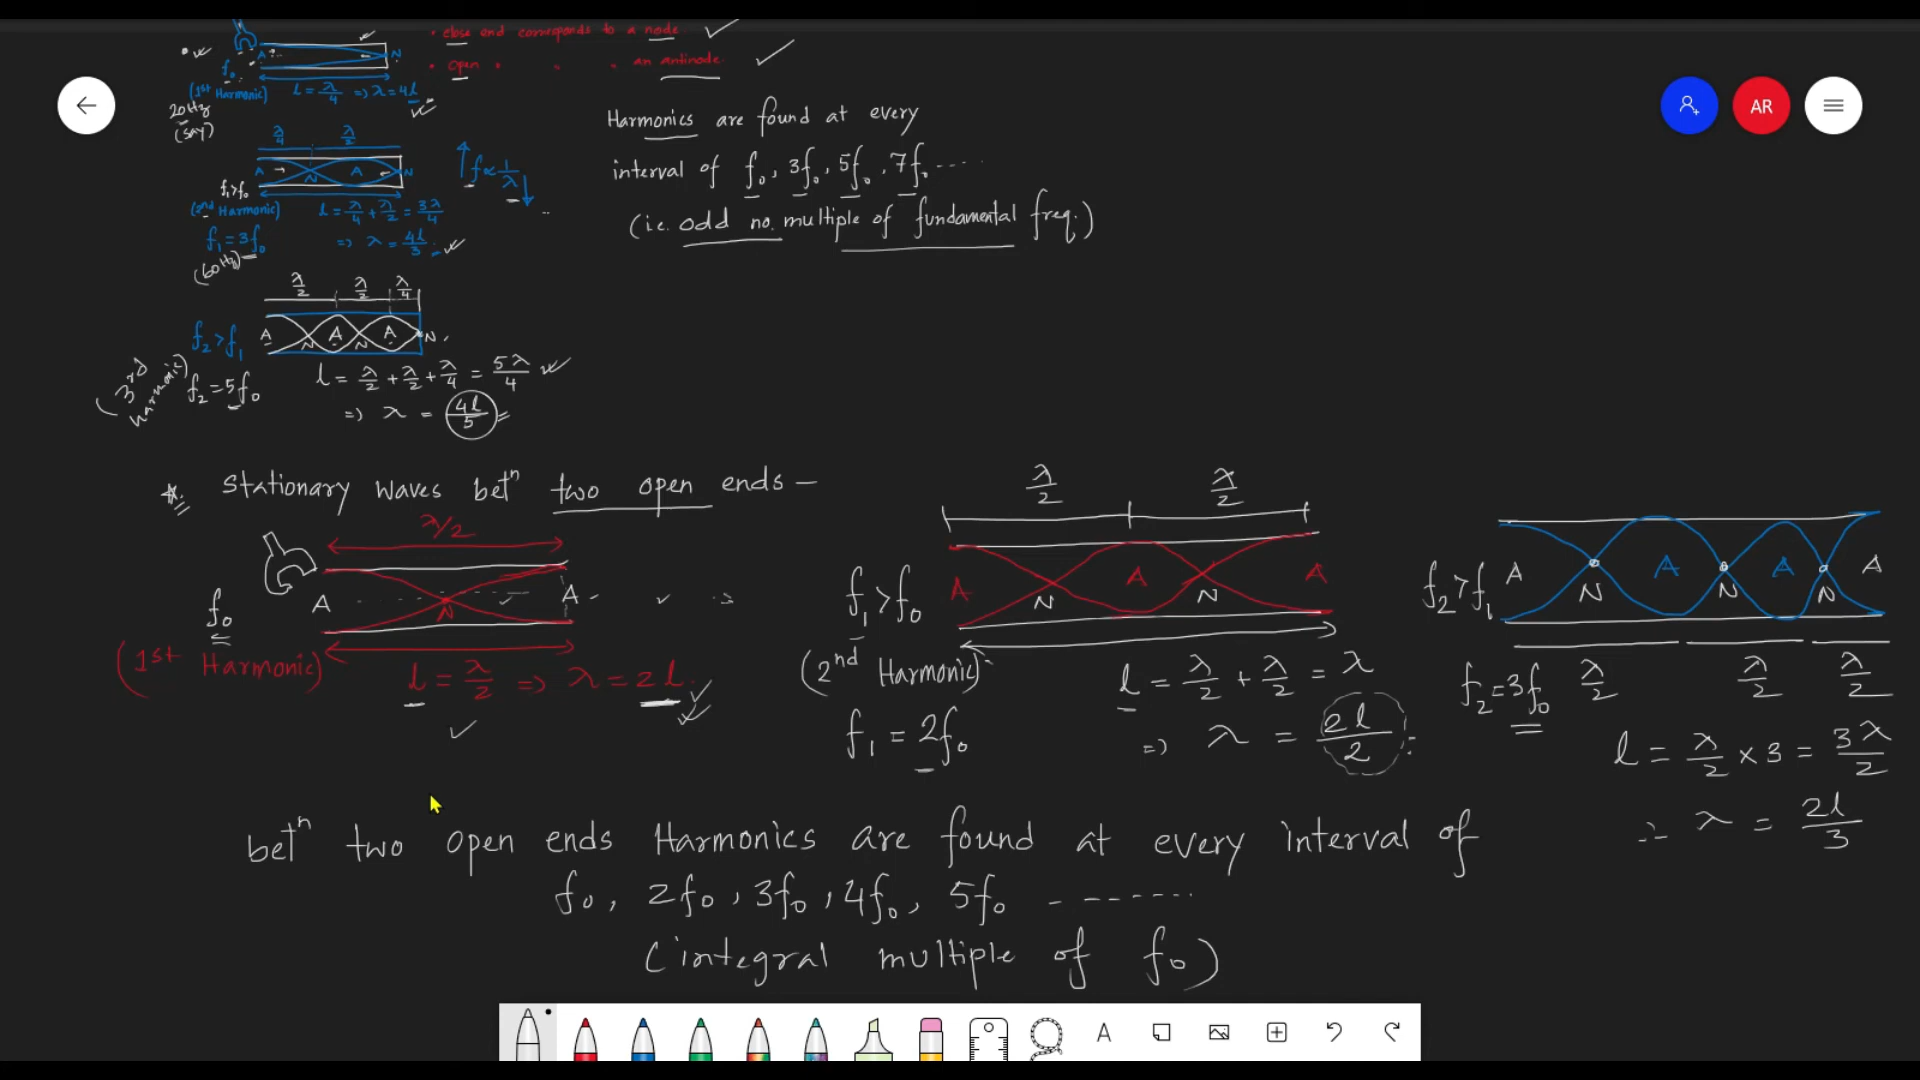 • close end corresponds to a node
• open " " " an antinode
A N
f₀
(1st Harmonic) l = λ/4 => λ = 4l
20Hz
(say)
Harmonics are found at every
interval of f₀, 3f₀, 5f₀, 7f₀ ....
(i.e. odd no. multiple of fundamental freq.)
λ/4 λ/2
A N A N
↑f ∝ 1/λ ↓
f₁>f₀
(2nd Harmonic) l = λ/4 + λ/2 = 3λ/4
f₁ = 3f₀ => λ = 4l/3
(60Hz)
λ/2 λ/2 λ/4
f₂ > f₁ A N A N A N
(3rd harmonic) f₂ = 5f₀ l = λ/2 + λ/2 + λ/4 = 5λ/4
=> λ = 4l/5
* Stationary waves betⁿ two open ends —
λ/2
f₀ A N A
(1st Harmonic) l = λ/2 => λ = 2l
λ/2 λ/2
f₁ > f₀ A N A N A
(2nd Harmonic) l = λ/2 + λ/2 = λ
f₁ = 2f₀ => λ = 2l/2
f₂ > f₁ A N A N A N A
f₂ = 3f₀ λ/2 λ/2 λ/2
l = λ/2 × 3 = 3λ/2
∴ λ = 2l/3
betⁿ two open ends Harmonics are found at every interval of
f₀, 2f₀, 3f₀, 4f₀, 5f₀ - - - - - - -
(integral multiple of f₀)
AR
A